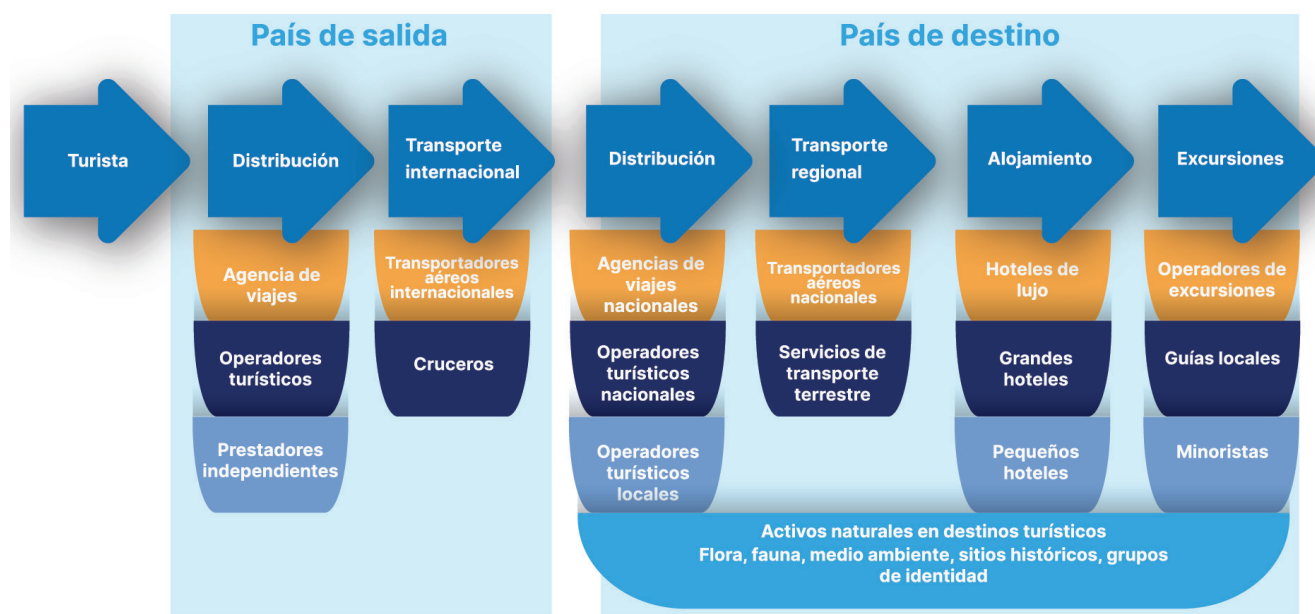 País de salida
País de destino
Turista
Distribución
Transporte
internacional
Distribución
Transporte
regional
Alojamiento
Excursiones
Agencia de
viajes
Transportadores
aéreos
internacionales
Agencias de
viajes
nacionales
Transportadores
aéreos
nacionales
Hoteles de
lujo
Operadores de
excursiones
Operadores
turísticos
Cruceros
Operadores
turísticos
nacionales
Servicios de
transporte
terrestre
Grandes
hoteles
Guías locales
Prestadores
independientes
Operadores
turísticos
locales
Pequeños
hoteles
Minoristas
Activos naturales en destinos turísticos
Flora, fauna, medio ambiente, sitios históricos, grupos
de identidad